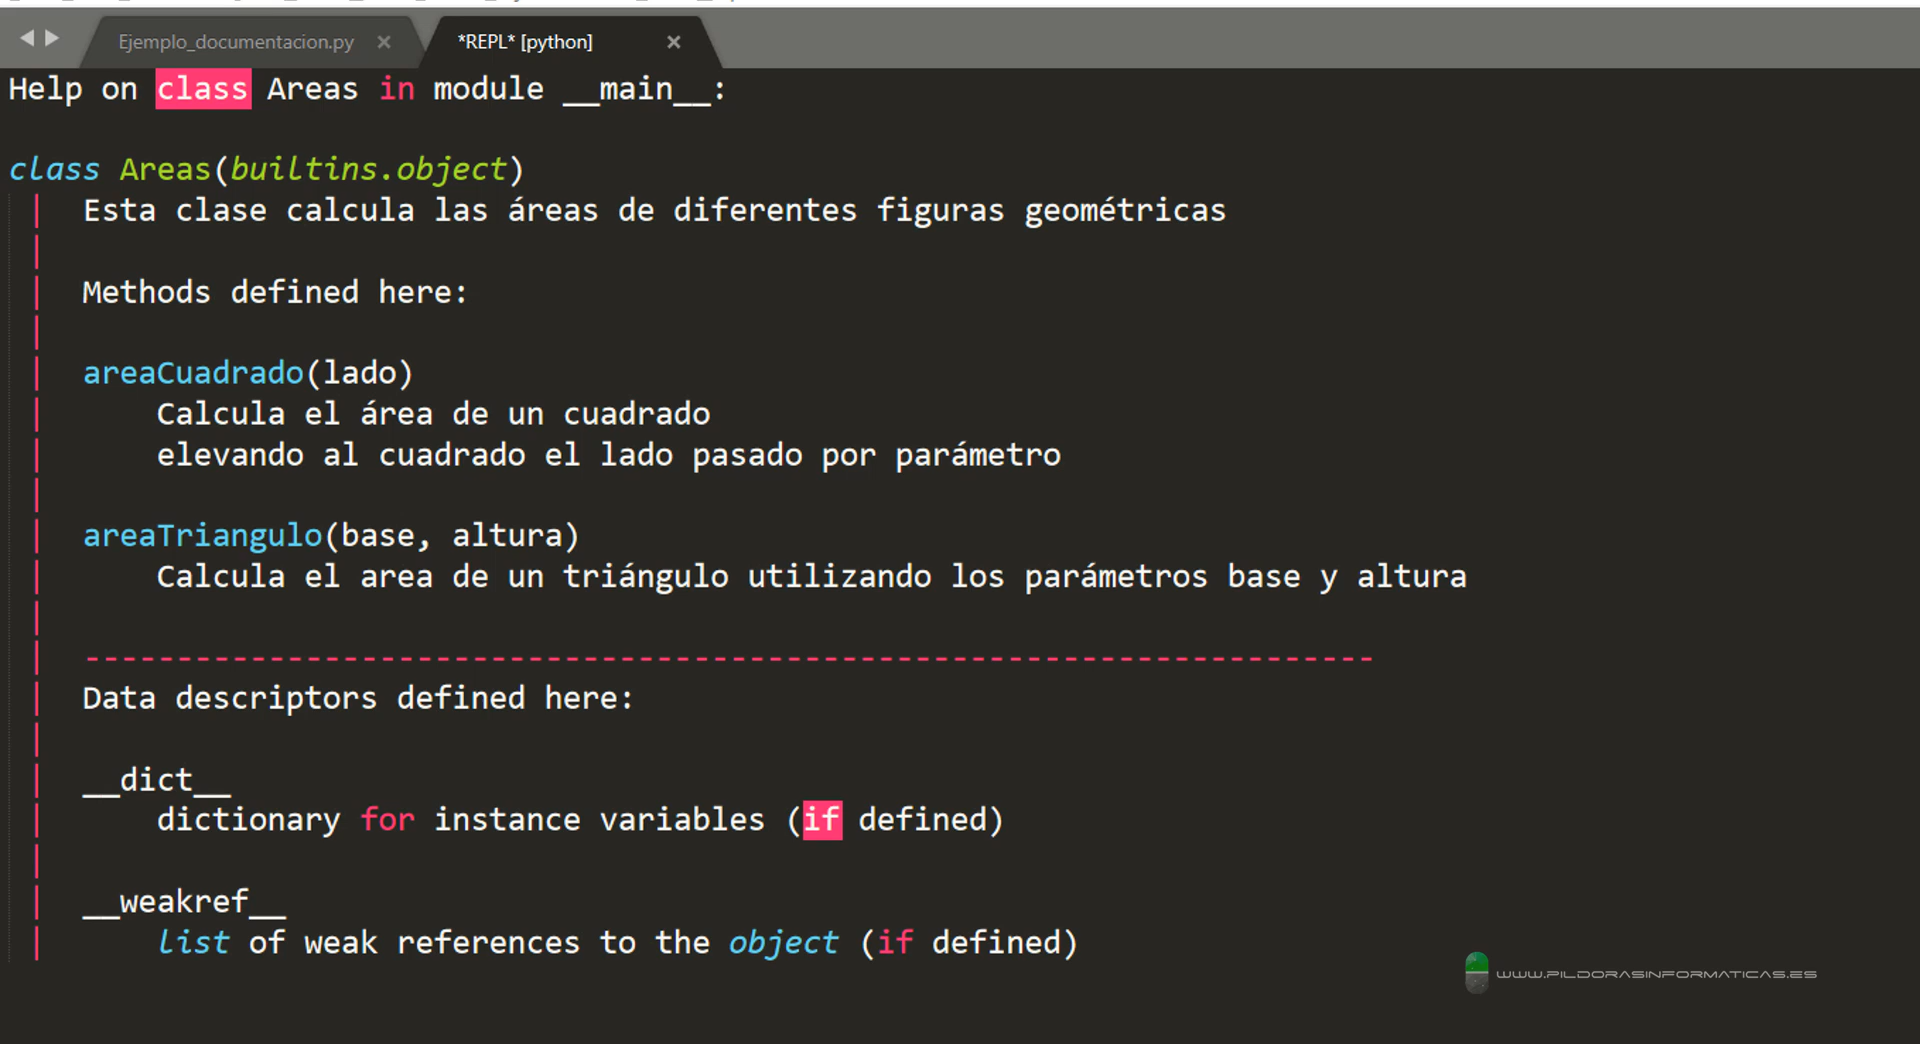 Ejemplo_documentacion.py × *REPL* [python] ×
Help on class Areas in module __main__:
class Areas(builtins.object)
| Esta clase calcula las áreas de diferentes figuras geométricas
|
| Methods defined here:
|
| areaCuadrado(lado)
| Calcula el área de un cuadrado
| elevando al cuadrado el lado pasado por parámetro
|
| areaTriangulo(base, altura)
| Calcula el area de un triángulo utilizando los parámetros base y altura
|
| ----------------------------------------------------------------------
| Data descriptors defined here:
|
| __dict__
| dictionary for instance variables (if defined)
|
| __weakref__
| list of weak references to the object (if defined)
WWW.PILDORASINFORMATICAS.ES